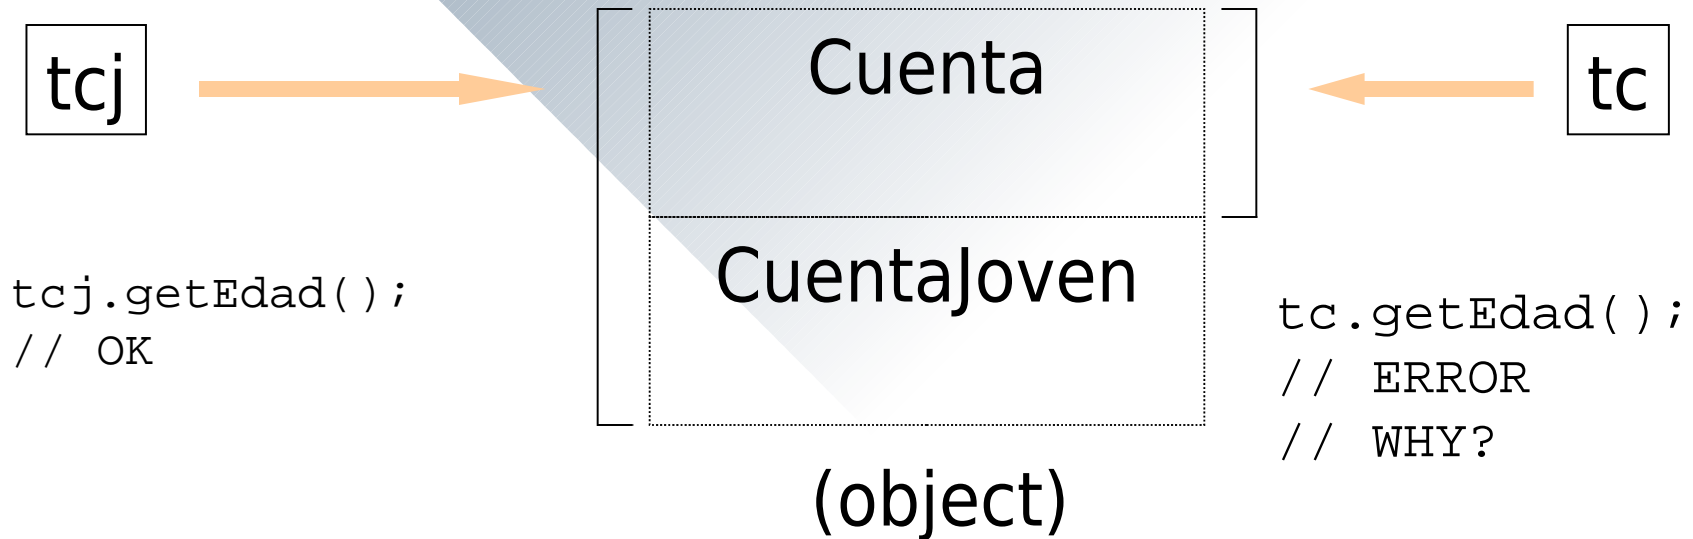 tcj
Cuenta
tc
CuentaJoven
tcj.getEdad();
// OK
tc.getEdad();
// ERROR
// WHY?
(object)